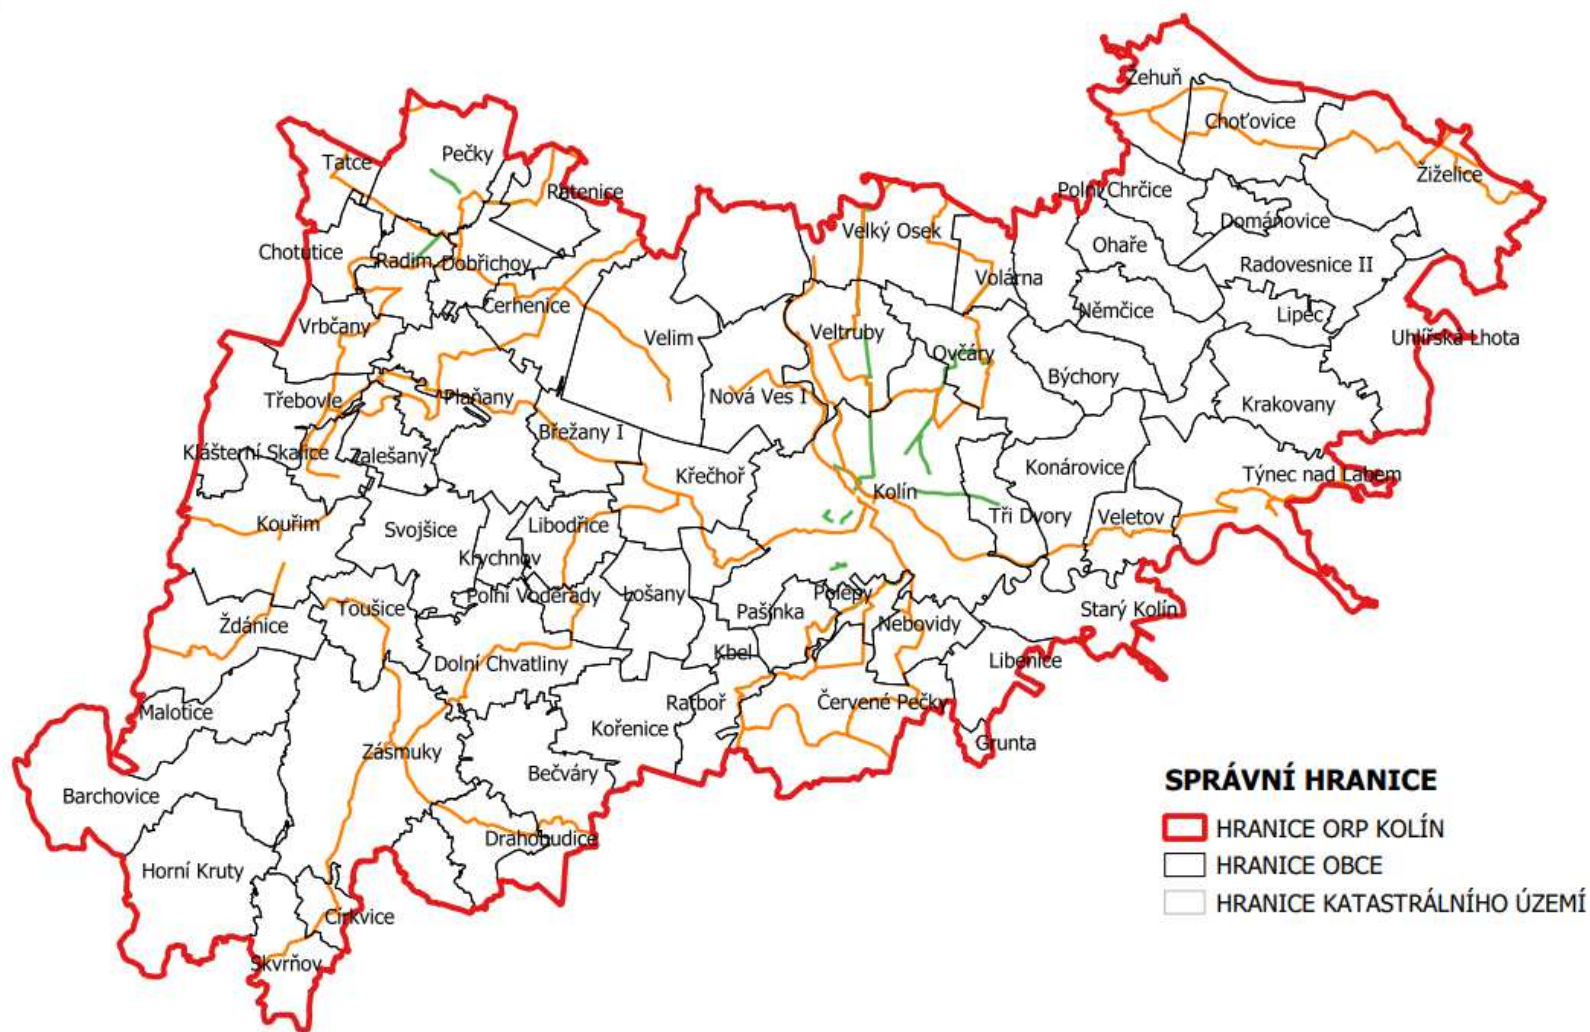 Žehuň
Choťovice
Pečky
Tatce
Žiželice
Ratenice
Polní Chrčice
Domanovice
Velký Osek
Ohaře
Chotutice
Radim
Dobřichov
Radovesnice II
Volárna
Cerhenice
Němčice
Lipec
Vrbčany
Veltruby
Velim
Uhlířská Lhota
Ovčáry
Býchory
Plaňany
Nová Ves I
Třebovle
Krakovany
Břežany I
Klášterní Skalice
Zalešany
Křečhoř
Konárovice
Týnec nad Labem
Kolín
Tři Dvory
Veletov
Kouřim
Svojšice
Libodřice
Krychnov
Polní Voděrady
Lošany
Polepy
Toušice
Pašinka
Starý Kolín
Ždánice
Nebovidy
Kbel
Dolní Chvatliny
Libenice
Ratboř
Červené Pečky
Malotice
Kořenice
Grunta
Zásmuky
Bečváry
Barchovice
Drahobudice
Horní Kruty
Církvice
Skvrňov
SPRÁVNÍ HRANICE
HRANICE ORP KOLÍN
HRANICE OBCE
HRANICE KATASTRÁLNÍHO ÚZEMÍ